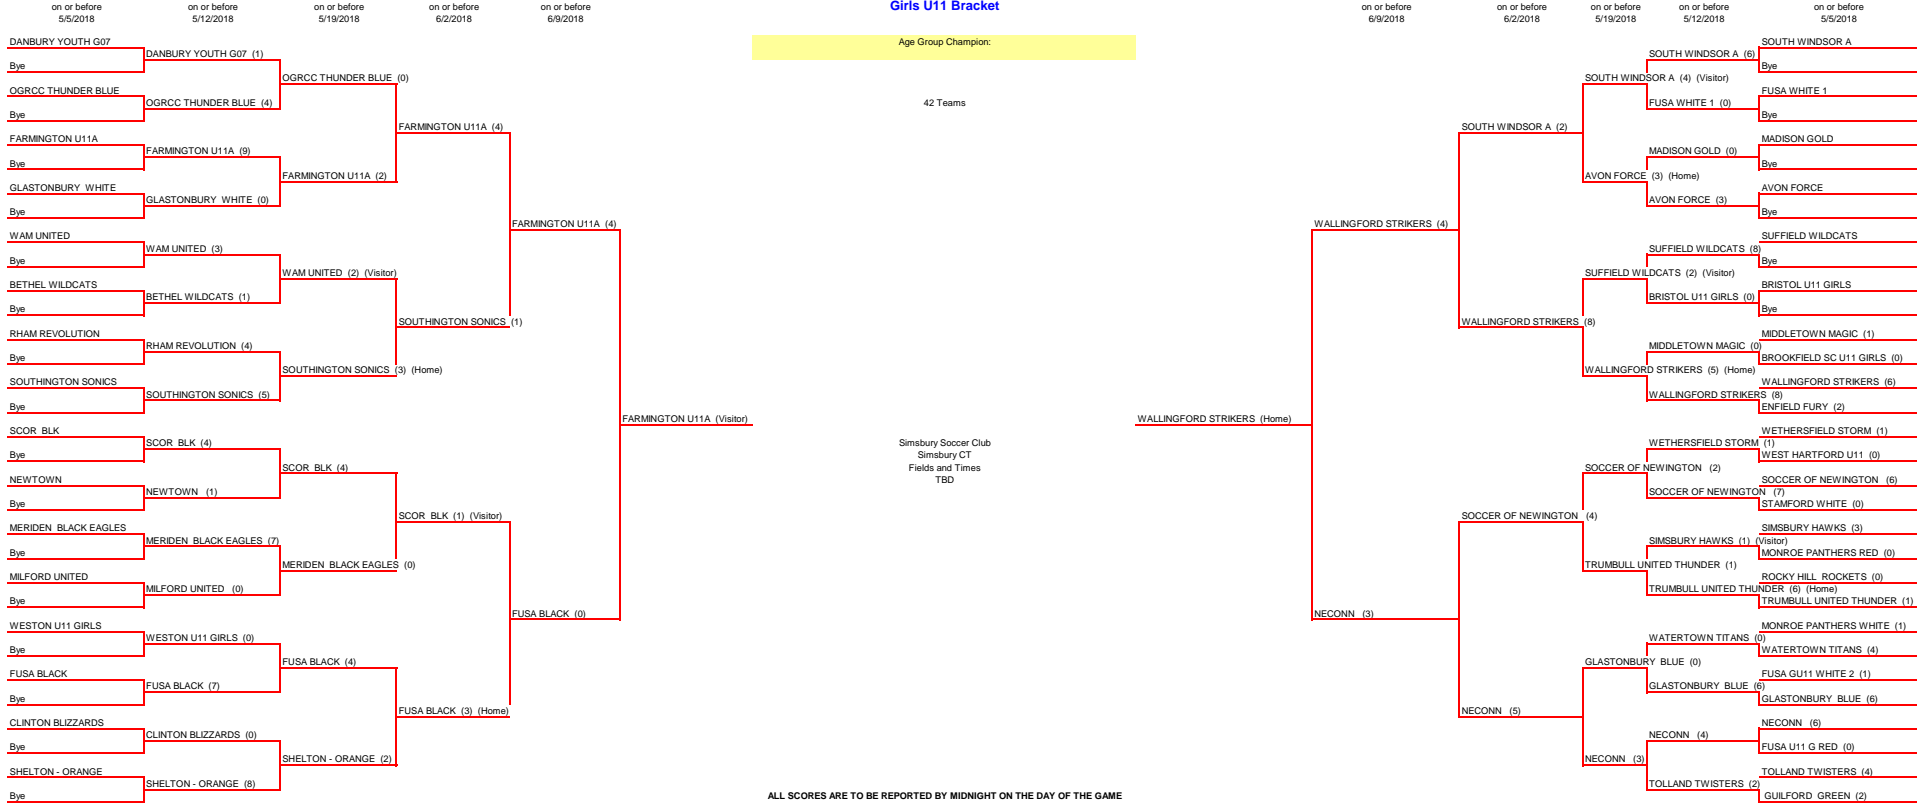 Girls U11 Bracket
on or before
5/5/2018
on or before
5/12/2018
on or before
5/19/2018
on or before
6/2/2018
on or before
6/9/2018
on or before
6/9/2018
on or before
6/2/2018
on or before
5/19/2018
on or before
5/12/2018
on or before
5/5/2018
Age Group Champion:
42 Teams
DANBURY YOUTH G07
Bye
OGRCC THUNDER BLUE
Bye
FARMINGTON U11A
Bye
GLASTONBURY WHITE
Bye
WAM UNITED
Bye
BETHEL WILDCATS
Bye
RHAM REVOLUTION
Bye
SOUTHINGTON SONICS
Bye
SCOR BLK
Bye
NEWTOWN
Bye
MERIDEN BLACK EAGLES
Bye
MILFORD UNITED
Bye
WESTON U11 GIRLS
Bye
FUSA BLACK
Bye
CLINTON BLIZZARDS
Bye
SHELTON - ORANGE
Bye
DANBURY YOUTH G07 (1)
OGRCC THUNDER BLUE (4)
FARMINGTON U11A (9)
GLASTONBURY WHITE (0)
WAM UNITED (3)
BETHEL WILDCATS (1)
RHAM REVOLUTION (4)
SOUTHINGTON SONICS (5)
SCOR BLK (4)
NEWTOWN (1)
MERIDEN BLACK EAGLES (7)
MILFORD UNITED (0)
WESTON U11 GIRLS (0)
FUSA BLACK (7)
CLINTON BLIZZARDS (0)
SHELTON - ORANGE (8)
OGRCC THUNDER BLUE (0)
FARMINGTON U11A (2)
WAM UNITED (2) (Visitor)
SOUTHINGTON SONICS (3) (Home)
SCOR BLK (4)
MERIDEN BLACK EAGLES (0)
FUSA BLACK (4)
SHELTON - ORANGE (2)
FARMINGTON U11A (4)
SOUTHINGTON SONICS (1)
SCOR BLK (1) (Visitor)
FUSA BLACK (3) (Home)
FARMINGTON U11A (4)
FUSA BLACK (0)
FARMINGTON U11A (Visitor)
Simsbury Soccer Club
Simsbury CT
Fields and Times
TBD
WALLINGFORD STRIKERS (Home)
WALLINGFORD STRIKERS (4)
NECONN (3)
SOUTH WINDSOR A (2)
WALLINGFORD STRIKERS (8)
SOCCER OF NEWINGTON (4)
NECONN (5)
SOUTH WINDSOR A (4) (Visitor)
AVON FORCE (3) (Home)
SUFFIELD WILDCATS (2) (Visitor)
WALLINGFORD STRIKERS (5) (Home)
SOCCER OF NEWINGTON (2)
TRUMBULL UNITED THUNDER (1)
GLASTONBURY BLUE (0)
NECONN (3)
SOUTH WINDSOR A (6)
FUSA WHITE 1 (0)
MADISON GOLD (0)
AVON FORCE (3)
SUFFIELD WILDCATS (8)
BRISTOL U11 GIRLS (0)
MIDDLETOWN MAGIC (0)
WALLINGFORD STRIKERS (8)
WETHERSFIELD STORM (1)
SOCCER OF NEWINGTON (7)
SIMSBURY HAWKS (1) (Visitor)
TRUMBULL UNITED THUNDER (6) (Home)
WATERTOWN TITANS (0)
GLASTONBURY BLUE (6)
NECONN (4)
TOLLAND TWISTERS (2)
SOUTH WINDSOR A
Bye
FUSA WHITE 1
Bye
MADISON GOLD
Bye
AVON FORCE
Bye
SUFFIELD WILDCATS
Bye
BRISTOL U11 GIRLS
Bye
MIDDLETOWN MAGIC (1)
BROOKFIELD SC U11 GIRLS (0)
WALLINGFORD STRIKERS (6)
ENFIELD FURY (2)
WETHERSFIELD STORM (1)
WEST HARTFORD U11 (0)
SOCCER OF NEWINGTON (6)
STAMFORD WHITE (0)
SIMSBURY HAWKS (3)
MONROE PANTHERS RED (0)
ROCKY HILL ROCKETS (0)
TRUMBULL UNITED THUNDER (1)
MONROE PANTHERS WHITE (1)
WATERTOWN TITANS (4)
FUSA GU11 WHITE 2 (1)
GLASTONBURY BLUE (6)
NECONN (6)
FUSA U11 G RED (0)
TOLLAND TWISTERS (4)
GUILFORD GREEN (2)
ALL SCORES ARE TO BE REPORTED BY MIDNIGHT ON THE DAY OF THE GAME